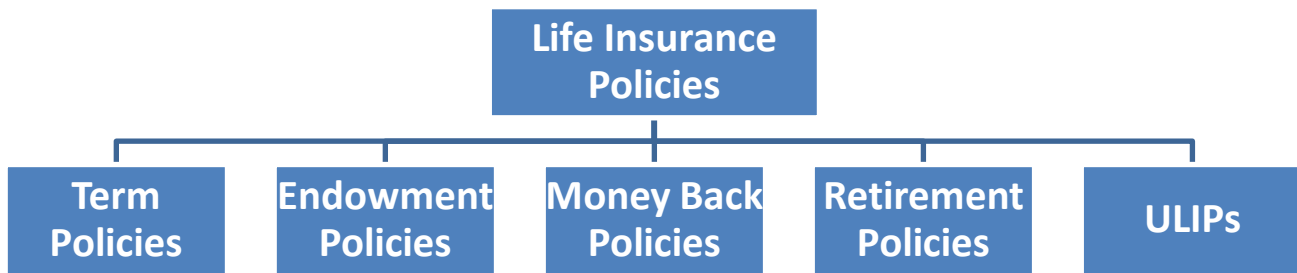 Life Insurance
Policies
Term
Policies
Endowment
Policies
Money Back
Policies
Retirement
Policies
ULIPs